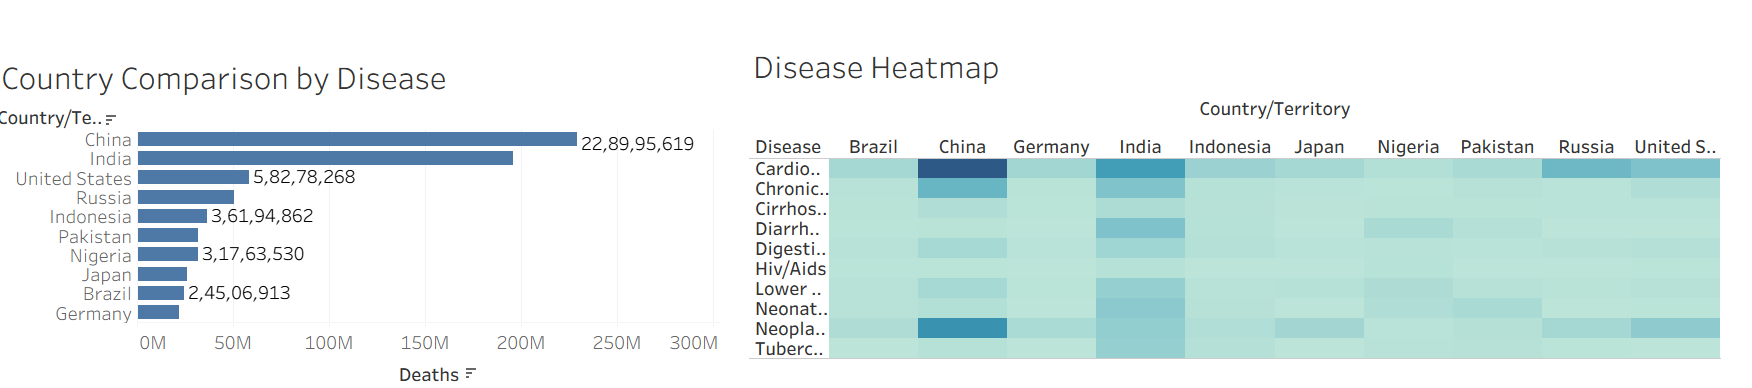 Country Comparison by Disease
Country/Te..
China 22,89,95,619
India
United States 5,82,78,268
Russia
Indonesia 3,61,94,862
Pakistan
Nigeria 3,17,63,530
Japan
Brazil 2,45,06,913
Germany
0M 50M 100M 150M 200M 250M 300M
Deaths
Disease Heatmap
Country/Territory
Disease Brazil China Germany India Indonesia Japan Nigeria Pakistan Russia United S..
Cardio..
Chronic..
Cirrhos..
Diarrh..
Digesti..
Hiv/Aids
Lower ..
Neonat..
Neopla..
Tuberc..